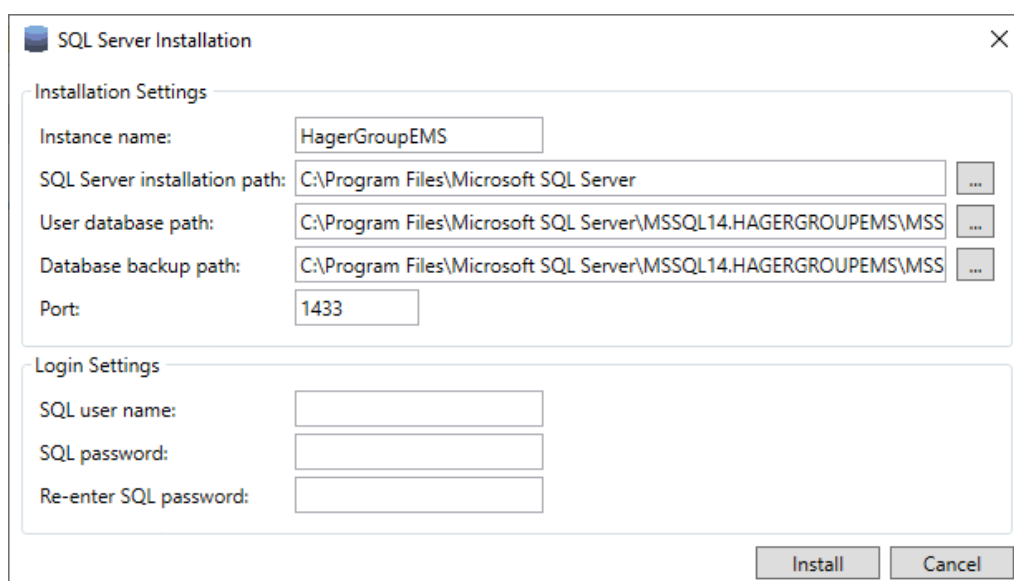 SQL Server Installation
Installation Settings
Instance name: HagerGroupEMS
SQL Server installation path: C:\Program Files\Microsoft SQL Server ...
User database path: C:\Program Files\Microsoft SQL Server\MSSQL14.HAGERGROUPEMS\MSS ...
Database backup path: C:\Program Files\Microsoft SQL Server\MSSQL14.HAGERGROUPEMS\MSS ...
Port: 1433
Login Settings
SQL user name:
SQL password:
Re-enter SQL password:
Install Cancel